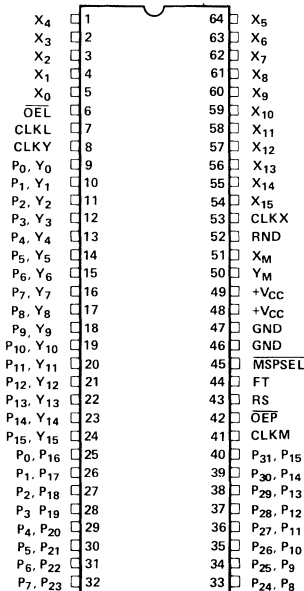 X4 1 64 X5
X3 2 63 X6
X2 3 62 X7
X1 4 61 X8
X0 5 60 X9
OEL 6 59 X10
CLKL 7 58 X11
CLKY 8 57 X12
P0, Y0 9 56 X13
P1, Y1 10 55 X14
P2, Y2 11 54 X15
P3, Y3 12 53 CLKX
P4, Y4 13 52 RND
P5, Y5 14 51 XM
P6, Y6 15 50 YM
P7, Y7 16 49 +VCC
P8, Y8 17 48 +VCC
P9, Y9 18 47 GND
P10, Y10 19 46 GND
P11, Y11 20 45 MSPSEL
P12, Y12 21 44 FT
P13, Y13 22 43 RS
P14, Y14 23 42 OEP
P15, Y15 24 41 CLKM
P0, P16 25 40 P31, P15
P1, P17 26 39 P30, P14
P2, P18 27 38 P29, P13
P3 P19 28 37 P28, P12
P4, P20 29 36 P27, P11
P5, P21 30 35 P26, P10
P6, P22 31 34 P25, P9
P7, P23 32 33 P24, P8